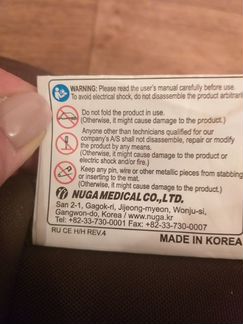 WARNING: Please read the user's manual carefully before use.
To avoid electrical shock, do not disassemble the product arbitrarily
Do not fold the product in use.
(Otherwise, it might cause damage to the product.)
Anyone other than technicians qualified for our
company's A/S shall not disassemble, repair or modify
the product by any means.
(Otherwise, it might cause damage to the product or
electric shock and/or fire.)
Keep any pin, wire or other metallic pieces from stabbing
or inserting to the mat.
(Otherwise, it might cause damage to the product.)
NUGA MEDICAL CO., LTD.
San 2-1, Gagok-ri, Jijeong-myeon, Wonju-si,
Gangwon-do, Korea / www.nuga.kr
Tel: +82-33-730-0001 Fax: +82-33-730-0007
RU CE H/H REV.4
MADE IN KOREA